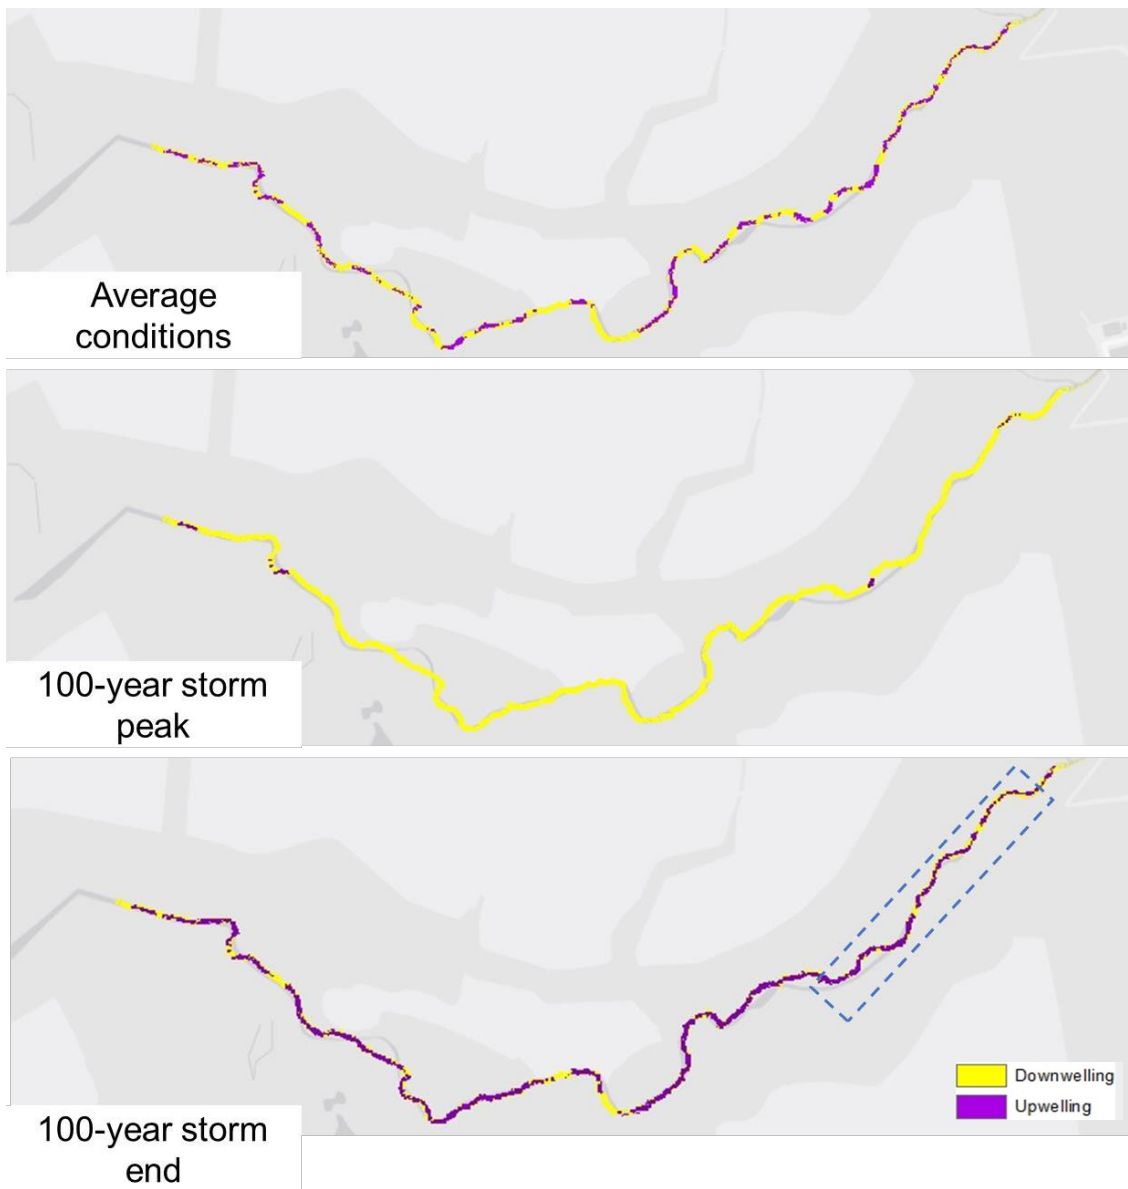 Average
conditions
100-year storm
peak
Downwelling
Upwelling
100-year storm
end